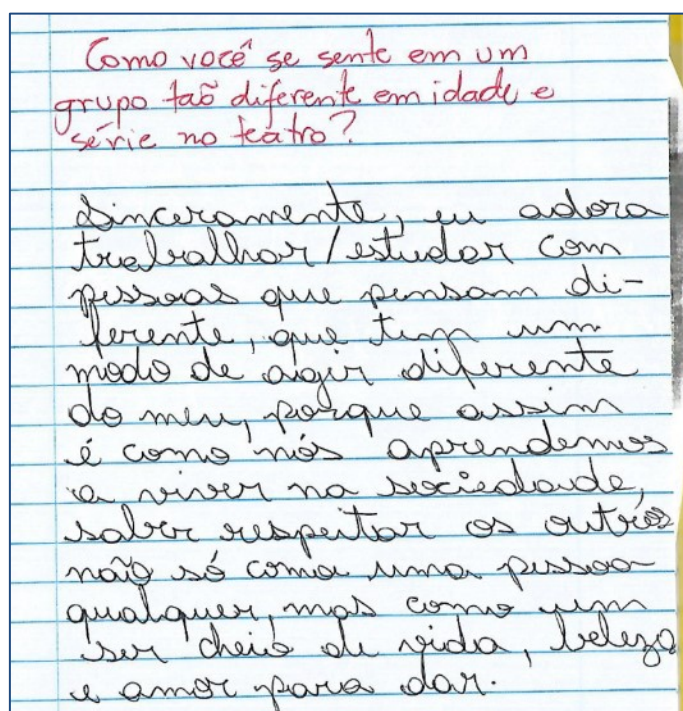 Como você se sente em um
grupo taõ diferente em idade e
série no teatro?
Sinceramente, eu adora
trabalhar/estudar com
pessoas que pensam di-
ferente, que tem um
modo de agir diferente
do meu, porque assim
é como nós aprendemos
a viver na sociedade,
saber respeitar os outros
não só como uma pessoa
qualquer, mas como um
ser cheio de vida, beleza
e amor para dar.